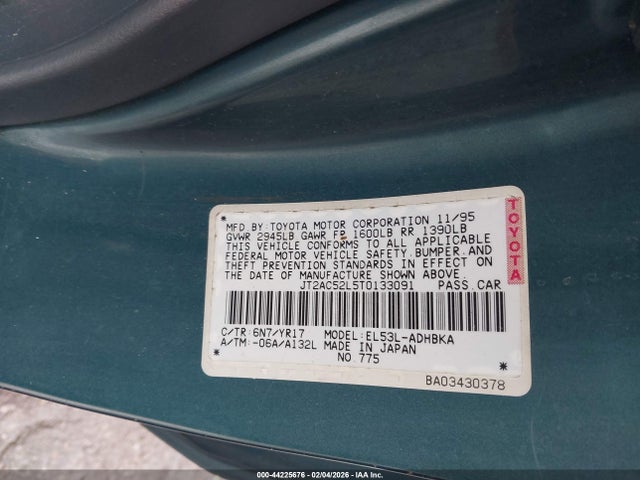 MFD.BY:TOYOTA MOTOR CORPORATION 11/95
GVWR 2945LB GAWR FR 1600LB RR 1390LB
THIS VEHICLE CONFORMS TO ALL APPLICABLE
FEDERAL MOTOR VEHICLE SAFETY,BUMPER,AND
THEFT PREVENTION STANDARDS IN EFFECT ON
THE DATE OF MANUFACTURE SHOWN ABOVE.
JT2AC52L5T0133091 PASS.CAR
C/TR:6N7/YR17 MODEL:EL53L-ADHBKA
A/TM:-06A/A132L MADE IN JAPAN
NO.775
BA03430378
TOYOTA
000-44225676 - 02/04/2026 - IAAI.COM